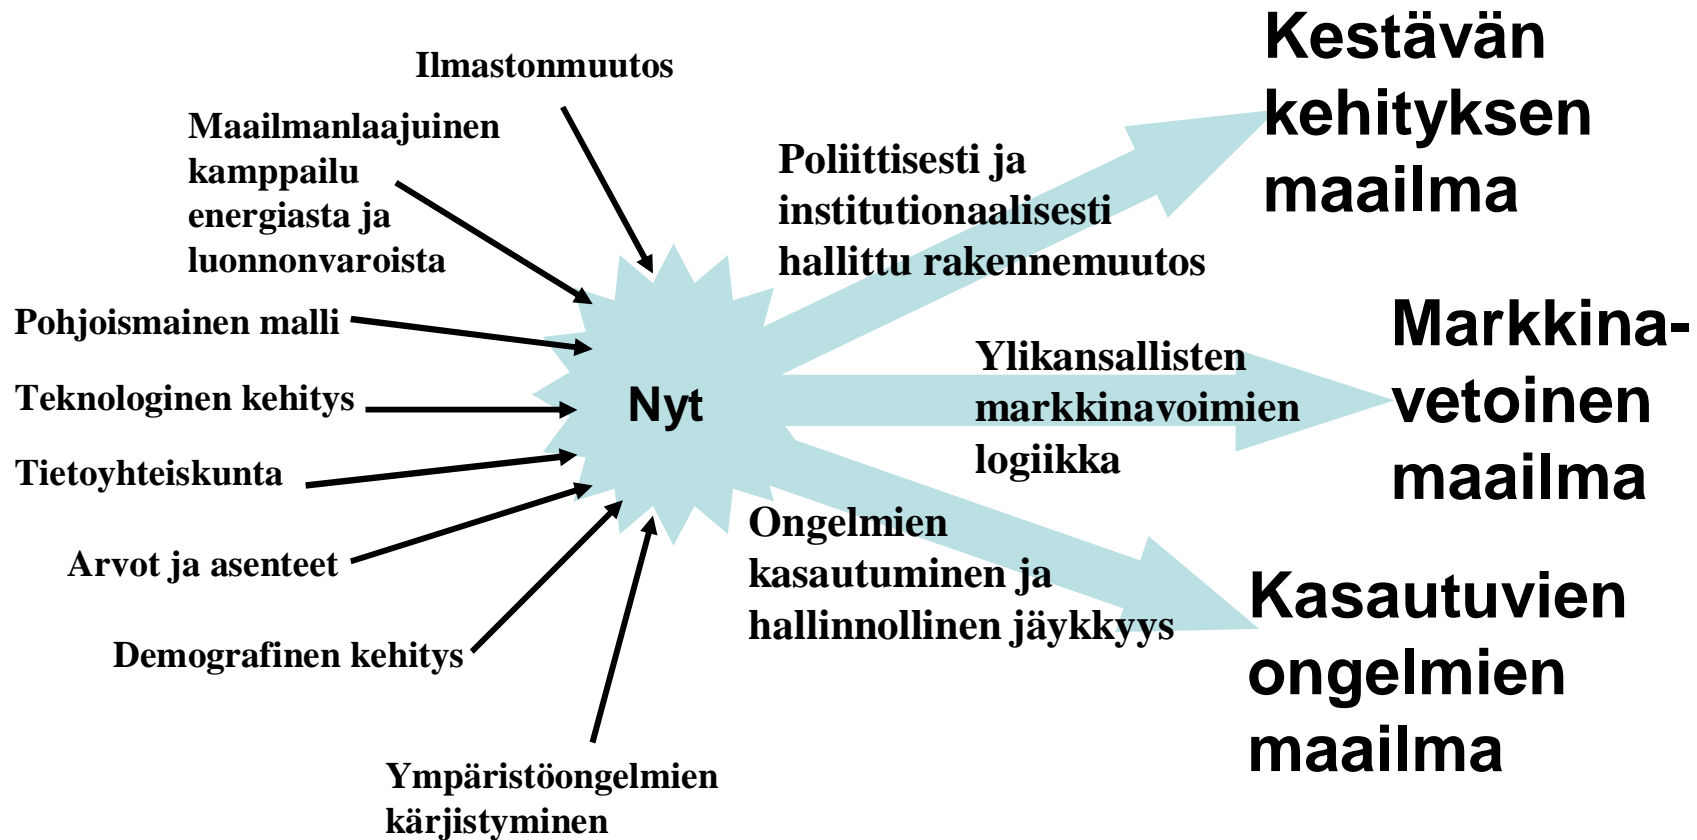 Ilmastonmuutos
Maailmanlaajuinen
kamppailu
energiasta ja
luonnonvaroista
Pohjoismainen malli
Teknologinen kehitys
Tietoyhteiskunta
Arvot ja asenteet
Demografinen kehitys
Ympäristöongelmien
kärjistyminen
Nyt
Poliittisesti ja
institutionaalisesti
hallittu rakennemuutos
Ylikansallisten
markkinavoimien
logiikka
Ongelmien
kasautuminen ja
hallinnollinen jäykkyys
Kestävän
kehityksen
maailma
Markkina-
vetoinen
maailma
Kasautuvien
ongelmien
maailma